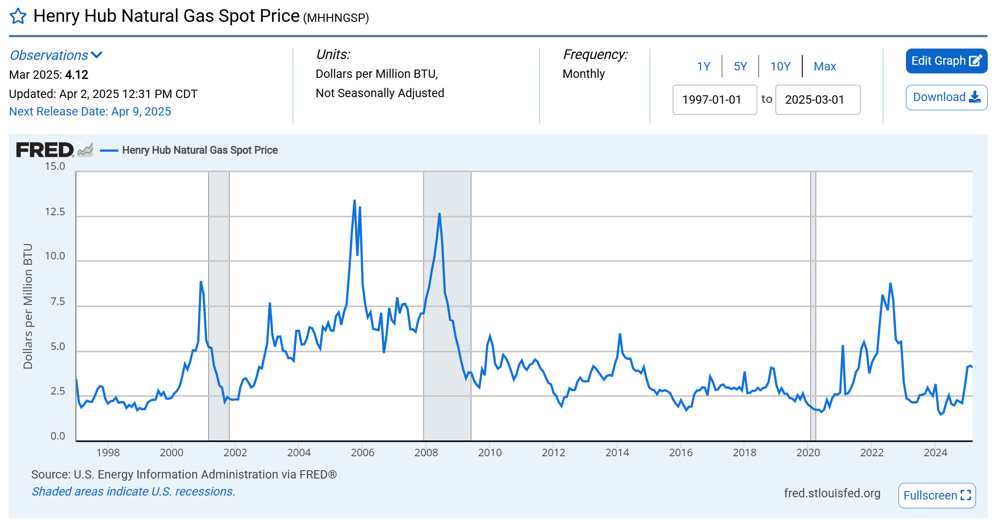 Henry Hub Natural Gas Spot Price (MHHNGSP)
Observations
Mar 2025: 4.12
Updated: Apr 2, 2025 12:31 PM CDT
Next Release Date: Apr 9, 2025
Units:
Dollars per Million BTU,
Not Seasonally Adjusted
Frequency:
Monthly
1Y 5Y 10Y Max
1997-01-01 to 2025-03-01
Edit Graph
Download
FRED® Henry Hub Natural Gas Spot Price
Dollars per Million BTU
15.0
12.5
10.0
7.5
5.0
2.5
0.0
1998 2000 2002 2004 2006 2008 2010 2012 2014 2016 2018 2020 2022 2024
Source: U.S. Energy Information Administration via FRED®
Shaded areas indicate U.S. recessions.
fred.stlouisfed.org
Fullscreen